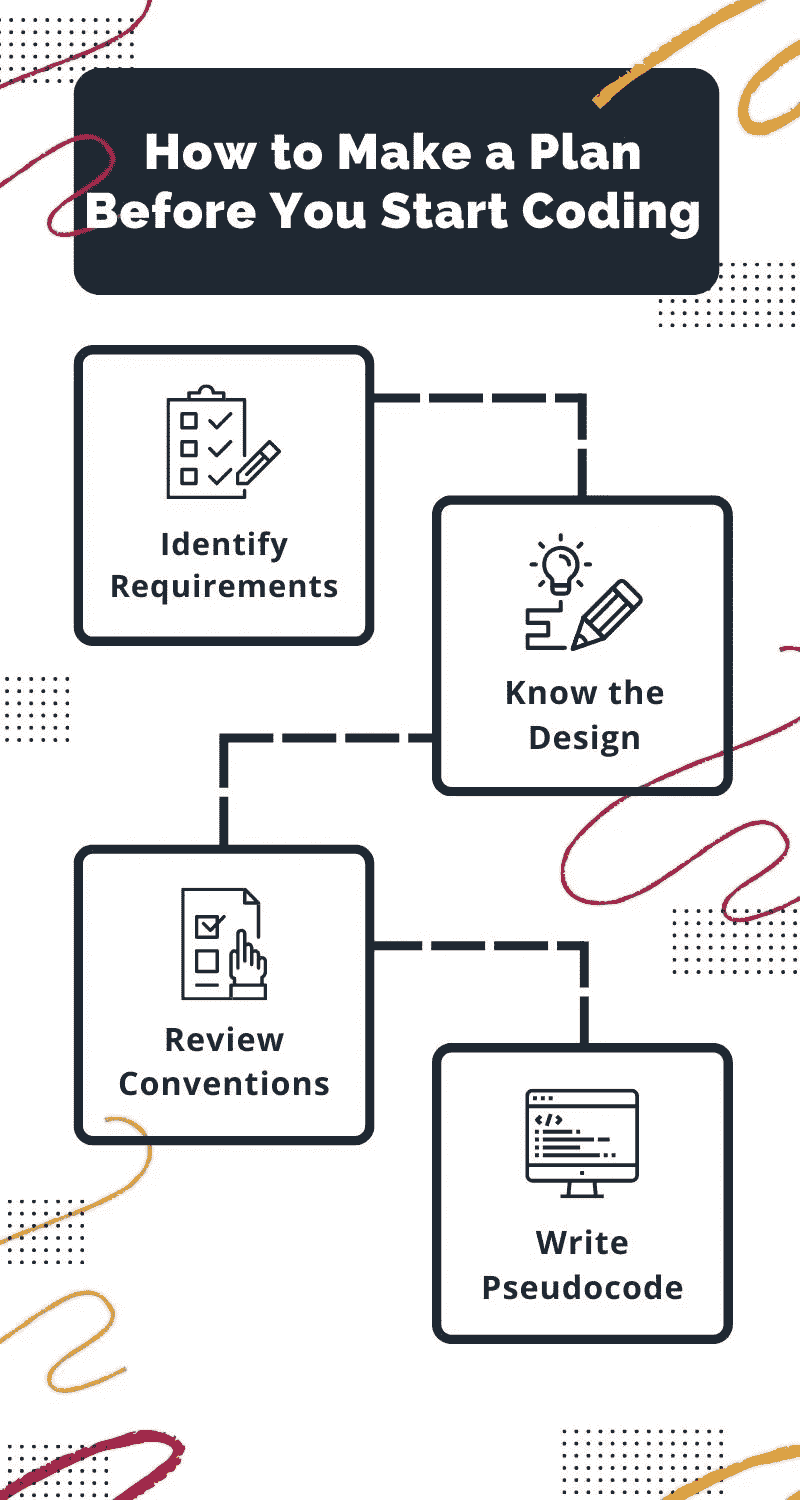 How to Make a Plan
Before You Start Coding
Identify
Requirements
Know the
Design
Review
Conventions
</>
Write
Pseudocode